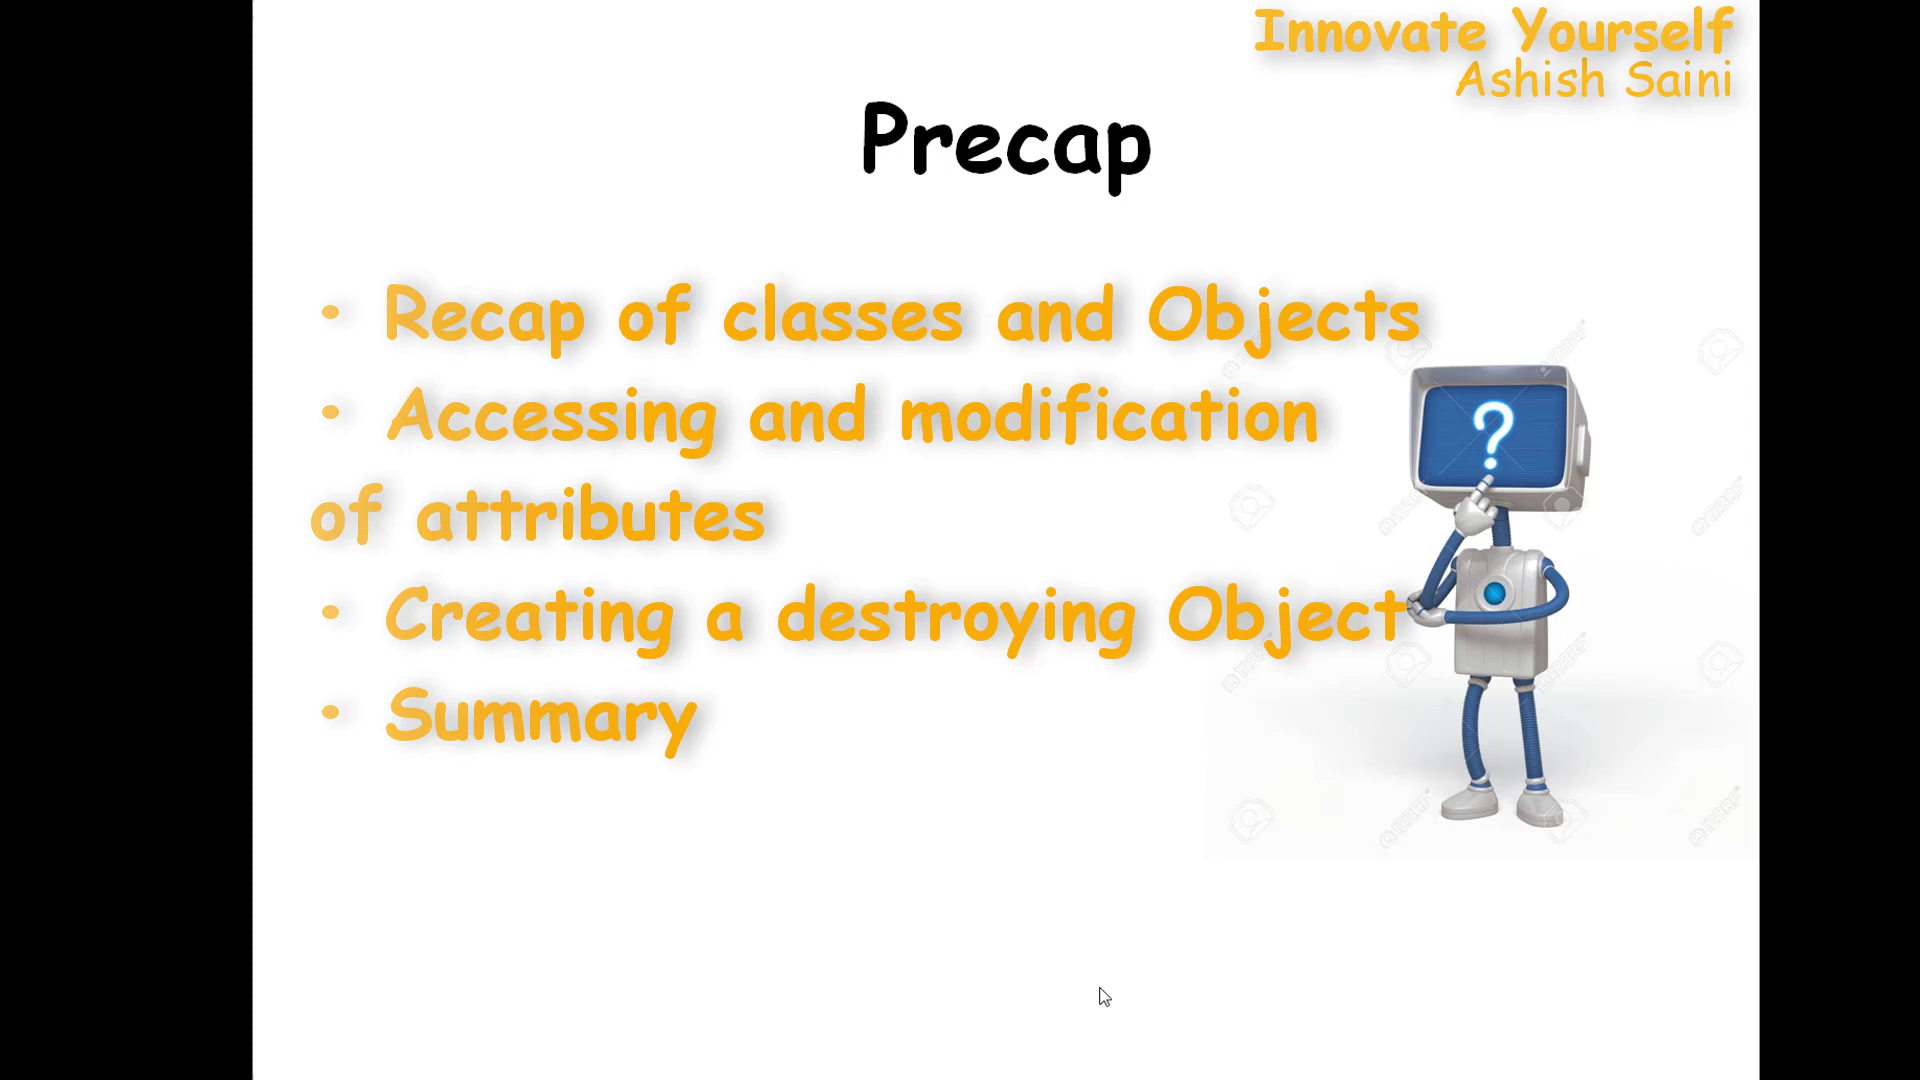 Innovate Yourself
Ashish Saini
Precap
• Recap of classes and Objects
• Accessing and modification
of attributes
• Creating a destroying Object
• Summary
?